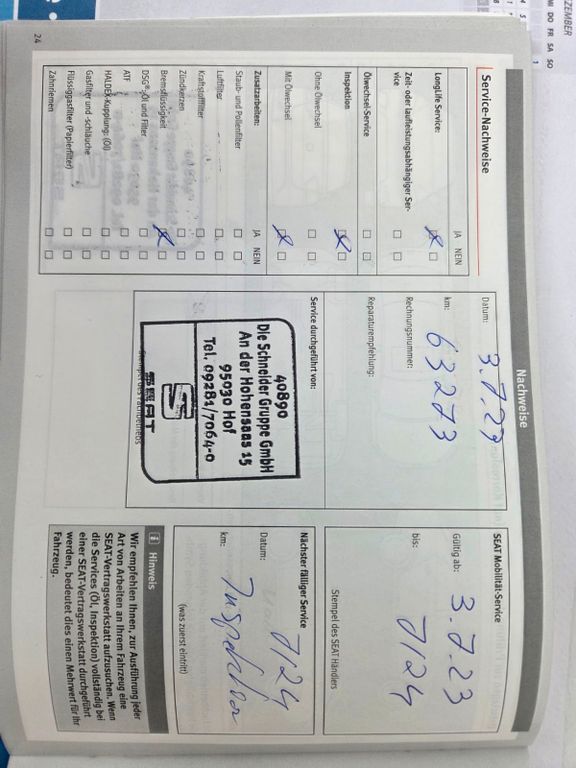 Nachweise
Service-Nachweise
JA NEIN
LongLife Service:
Zeit- oder laufleistungsabhängiger Ser-
vice
Ölwechsel-Service
Inspektion
Ohne Ölwechsel
Mit Ölwechsel
Zusatzarbeiten:
JA NEIN
Staub- und Pollenfilter
Luftfilter
Kraftstofffilter
Zündkerzen
Bremsflüssigkeit
DSG®-Öl und Filter
ATF
HALDEX-Kupplung: (Öl)
Gasfilter und -schläuche
Flüssiggasfilter (Papierfilter)
Zahnriemen
Datum:
3.7.23
km:
63273
Rechnungsnummer:
Reparaturempfehlung:
Service durchgeführt von:
40890
Die Schneider Gruppe GmbH
An der Hohensaas 15
95030 Hof
Tel. 09281/7064-0
SEAT
Stempel des Fachbetriebs
SEAT Mobilität-Service
Gültig ab:
3.7.23
bis:
7/24
Stempel des SEAT Händlers
Nächster fälliger Service
Datum:
7/24
km:
Inspektion
(was zuerst eintritt)
i Hinweis
Wir empfehlen Ihnen, zur Ausführung jeder
Art von Arbeiten an Ihrem Fahrzeug eine
SEAT-Vertragswerkstatt aufzusuchen. Wenn
die Services (Öl, Inspektion) vollständig bei
einer SEAT-Vertragswerkstatt durchgeführt
werden, bedeutet dies einen Mehrwert für Ihr
Fahrzeug.
24
ZEMBER
MI DO FR SA SO
1